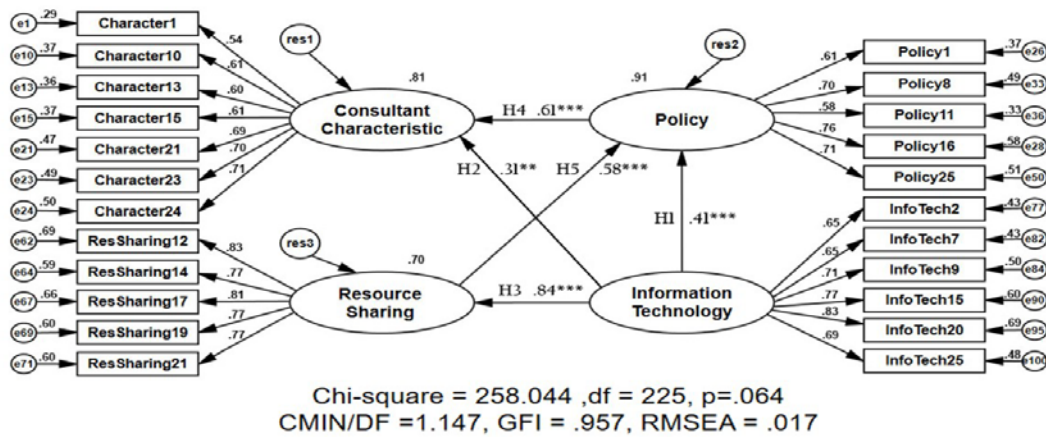 e1 .29 Character1 .54
e10 .37 Character10 .61
e13 .36 Character13 .60
e15 .37 Character15 .61
e21 .47 Character21 .69
e23 .49 Character23 .70
e24 .50 Character24 .71
res1
.81
Consultant
Characteristic
H4 .61***
res2
.91
Policy
.61 Policy1 .37 e26
.70 Policy8 .49 e33
.58 Policy11 .33 e36
.76 Policy16 .58 e28
.71 Policy25 .51 e50
H2 .31**
H5 .58***
H1 .41***
e62 .69 ResSharing12 .83
e64 .59 ResSharing14 .77
e67 .66 ResSharing17 .81
e69 .60 ResSharing19 .77
e71 .60 ResSharing21 .77
res3
.70
Resource
Sharing
H3 .84***
Information
Technology
.65 InfoTech2 .43 e77
.65 InfoTech7 .43 e82
.71 InfoTech9 .50 e84
.77 InfoTech15 .60 e90
.83 InfoTech20 .69 e95
.69 InfoTech25 .48 e100
Chi-square = 258.044 ,df = 225, p=.064
CMIN/DF =1.147, GFI = .957, RMSEA = .017